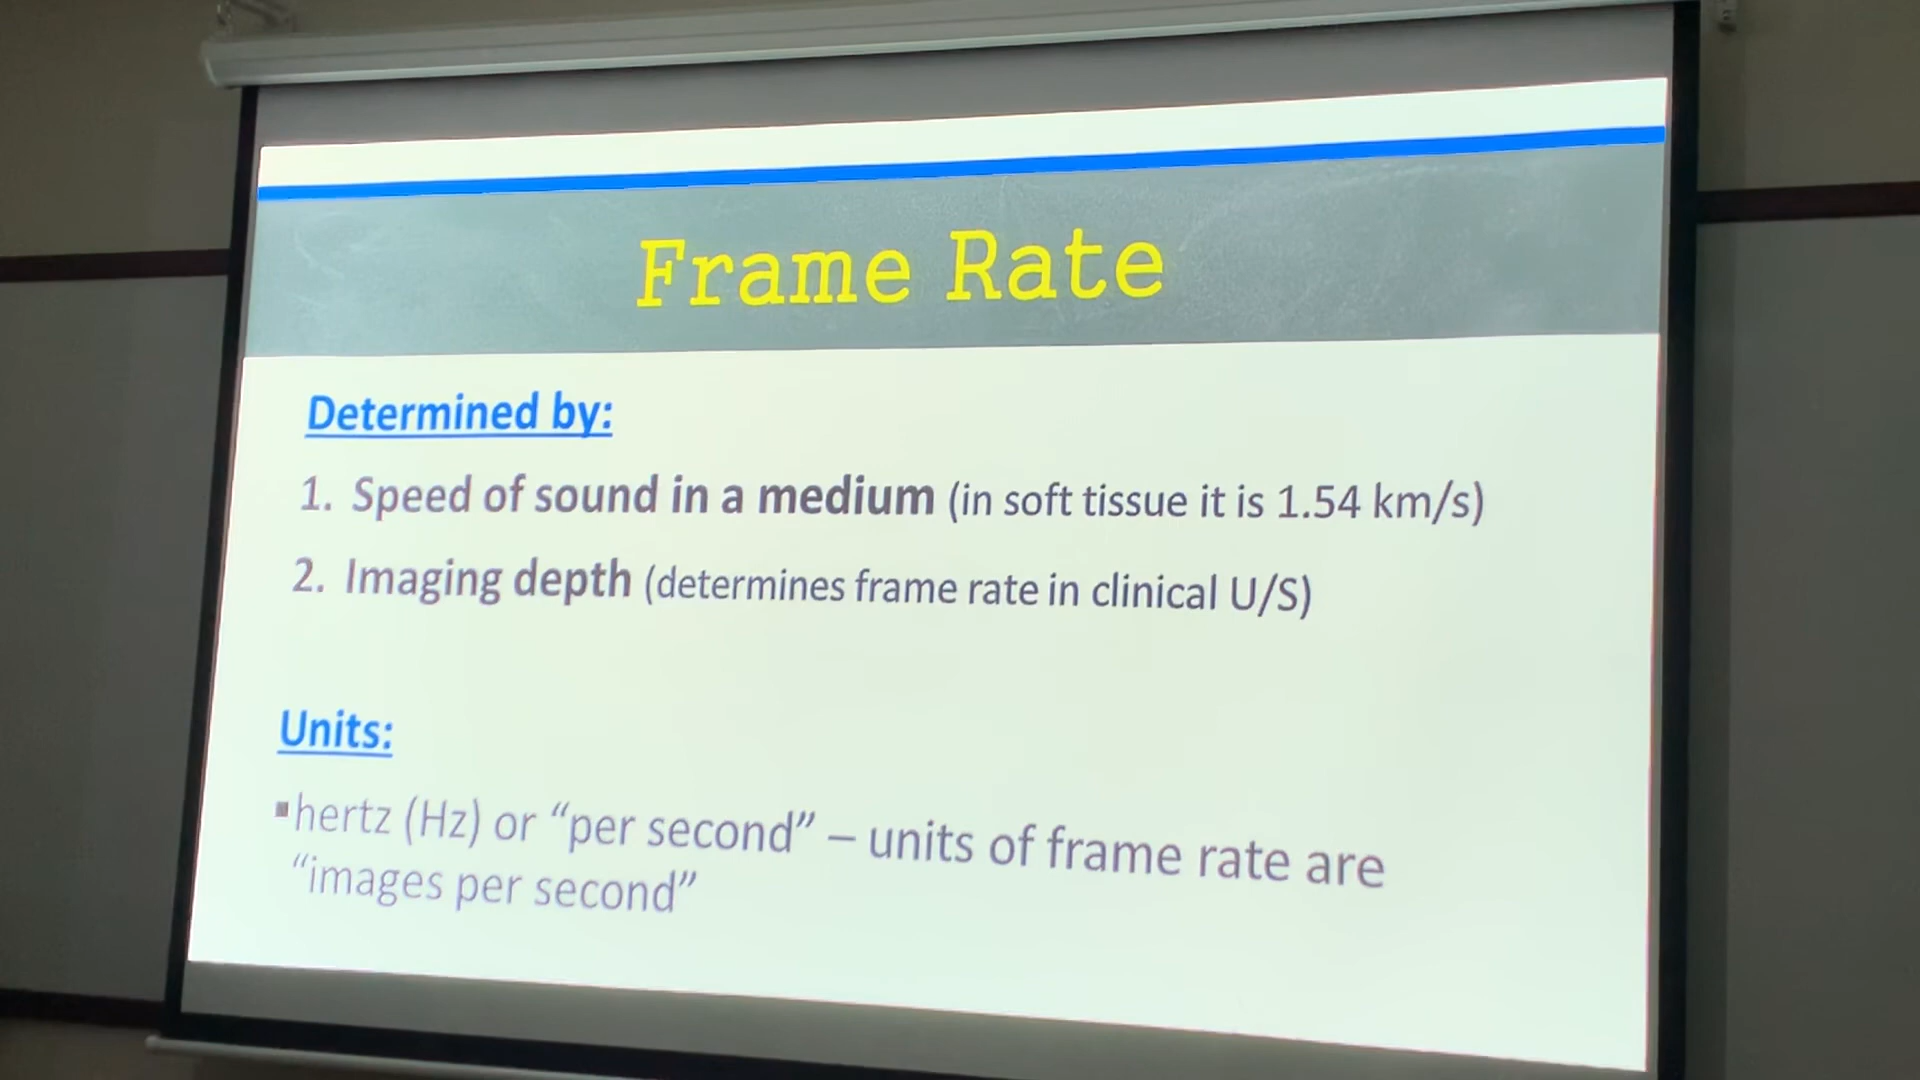 Frame Rate
Determined by:
1. Speed of sound in a medium (in soft tissue it is 1.54 km/s)
2. Imaging depth (determines frame rate in clinical U/S)
Units:
▪hertz (Hz) or “per second” – units of frame rate are
“images per second”